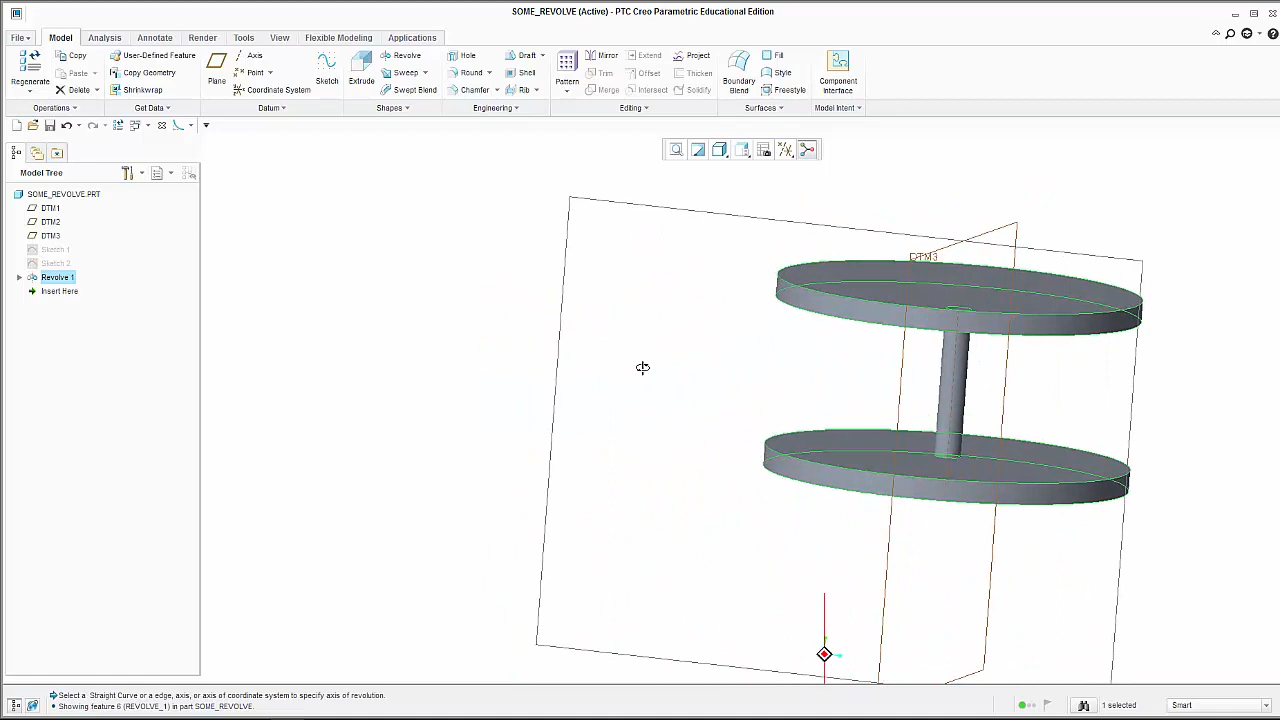 SOME_REVOLVE (Active) - PTC Creo Parametric Educational Edition
File Model Analysis Annotate Render Tools View Flexible Modeling Applications
Regenerate Copy Paste Delete User-Defined Feature Copy Geometry Shrinkwrap Plane Axis Point Coordinate System Sketch Extrude Revolve Sweep Swept Blend Hole Round Chamfer Draft Shell Rib Pattern Mirror Trim Merge Extend Offset Intersect Project Thicken Solidify Boundary Blend Fill Style Freestyle Component Interface
Operations Get Data Datum Shapes Engineering Editing Surfaces Model Intent
Model Tree
SOME_REVOLVE.PRT
DTM1
DTM2
DTM3
Sketch 1
Sketch 2
Revolve 1
Insert Here
DTM3
Select a Straight Curve or a edge, axis, or axis of coordinate system to specify axis of revolution.
• Showing feature 6 (REVOLVE_1) in part SOME_REVOLVE.
1 selected
Smart